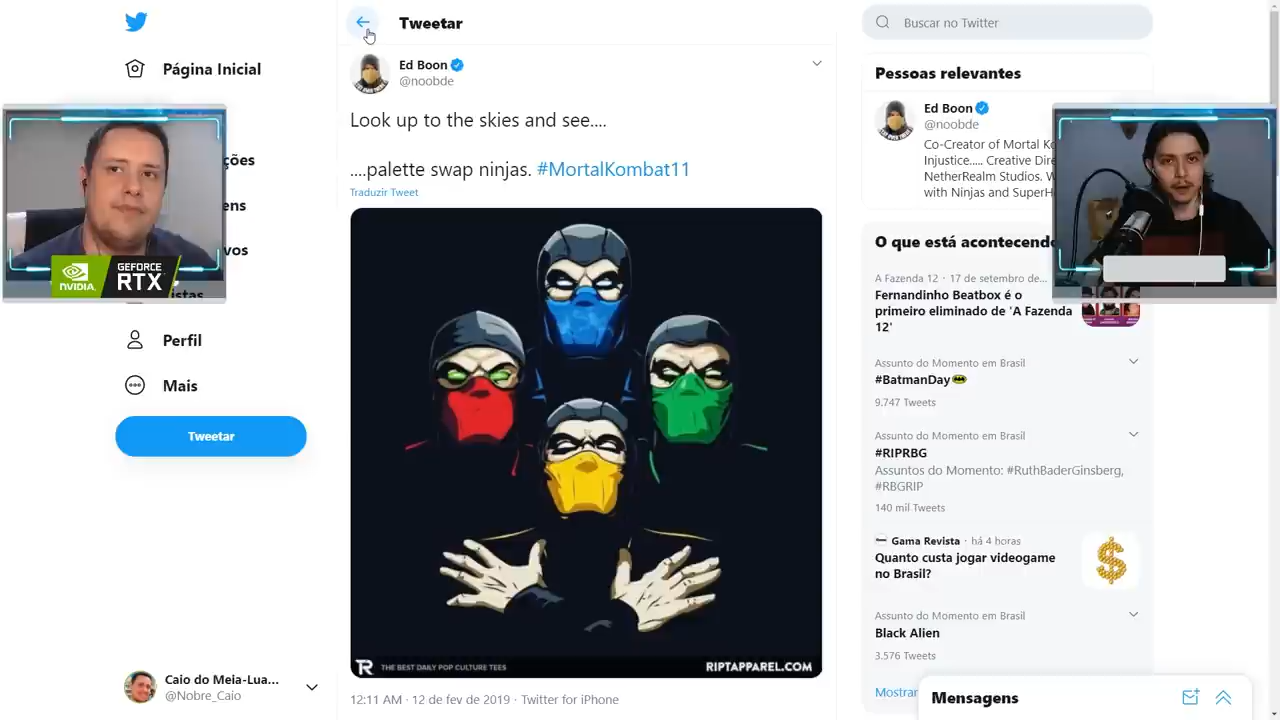 Tweetar
Buscar no Twitter
Página Inicial
ções
ens
vos
istas
Perfil
Mais
Tweetar
Caio do Meia-Lua...
@Nobre_Caio
NVIDIA.
GEFORCE
RTX
Ed Boon
@noobde
Look up to the skies and see....
....palette swap ninjas. #MortalKombat11
Traduzir Tweet
THE BEST DAILY POP CULTURE TEES
RIPTAPPAREL.COM
12:11 AM · 12 de fev de 2019 · Twitter for iPhone
Pessoas relevantes
Ed Boon
@noobde
Co-Creator of Mortal Ko
Injustice..... Creative Dire
NetherRealm Studios. W
with Ninjas and SuperH
O que está acontecendo
A Fazenda 12 · 17 de setembro de...
Fernandinho Beatbox é o
primeiro eliminado de 'A Fazenda
12'
Assunto do Momento em Brasil
#BatmanDay
9.747 Tweets
Assunto do Momento em Brasil
#RIPRBG
Assuntos do Momento: #RuthBaderGinsberg,
#RBGRIP
140 mil Tweets
Gama Revista · há 4 horas
Quanto custa jogar videogame
no Brasil?
Assunto do Momento em Brasil
Black Alien
3.576 Tweets
Mostrar
Mensagens